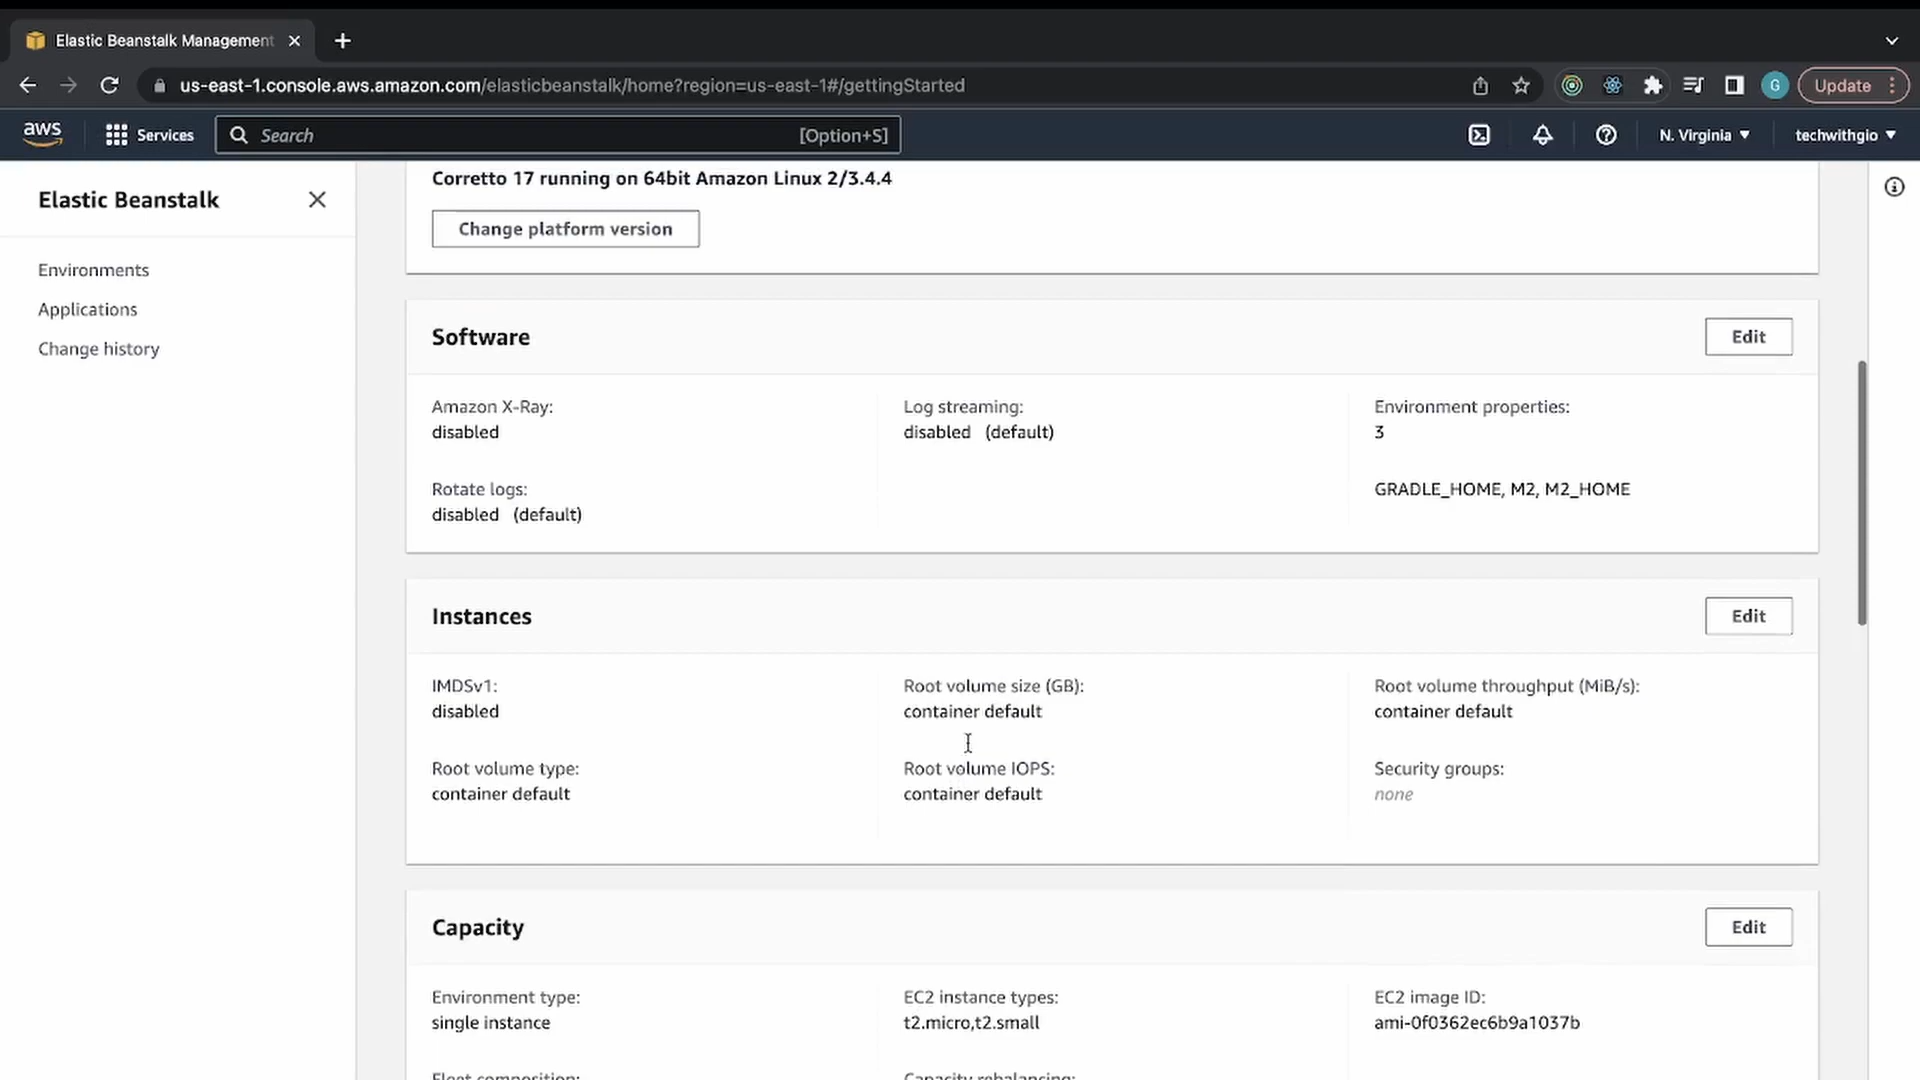 Elastic Beanstalk Management
us-east-1.console.aws.amazon.com/elasticbeanstalk/home?region=us-east-1#/gettingStarted
G
Update
aws
Services
Search
[Option+S]
N. Virginia
techwithgio
Elastic Beanstalk
Environments
Applications
Change history
Corretto 17 running on 64bit Amazon Linux 2/3.4.4
Change platform version
Software
Edit
Amazon X-Ray:
disabled
Log streaming:
disabled (default)
Environment properties:
3
Rotate logs:
disabled (default)
GRADLE_HOME, M2, M2_HOME
Instances
Edit
IMDSv1:
disabled
Root volume size (GB):
container default
Root volume throughput (MiB/s):
container default
Root volume type:
container default
Root volume IOPS:
container default
Security groups:
none
Capacity
Edit
Environment type:
single instance
EC2 instance types:
t2.micro,t2.small
EC2 image ID:
ami-0f0362ec6b9a1037b
Fleet composition:
Capacity rebalancing: